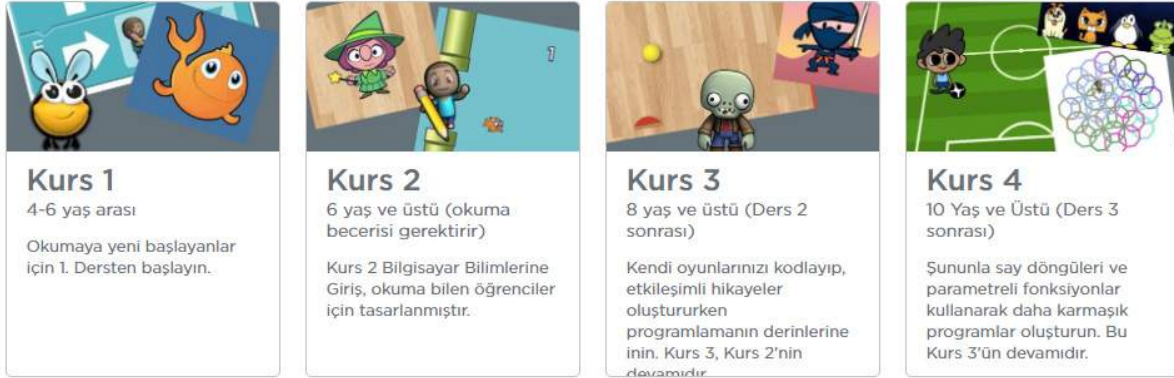 E
1
Kurs 1
4-6 yaş arası
Okumaya yeni başlayanlar
için 1. Dersten başlayın.
Kurs 2
6 yaş ve üstü (okuma
becerisi gerektirir)
Kurs 2 Bilgisayar Bilimlerine
Giriş, okuma bilen öğrenciler
için tasarlanmıştır.
Kurs 3
8 yaş ve üstü (Ders 2
sonrası)
Kendi oyunlarınızı kodlayıp,
etkileşimli hikayeler
oluştururken
programlamanın derinlerine
inin. Kurs 3, Kurs 2'nin
devamıdır
Kurs 4
10 Yaş ve Üstü (Ders 3
sonrası)
Şununla say döngüleri ve
parametreli fonksiyonlar
kullanarak daha karmaşık
programlar oluşturun. Bu
Kurs 3'ün devamıdır.